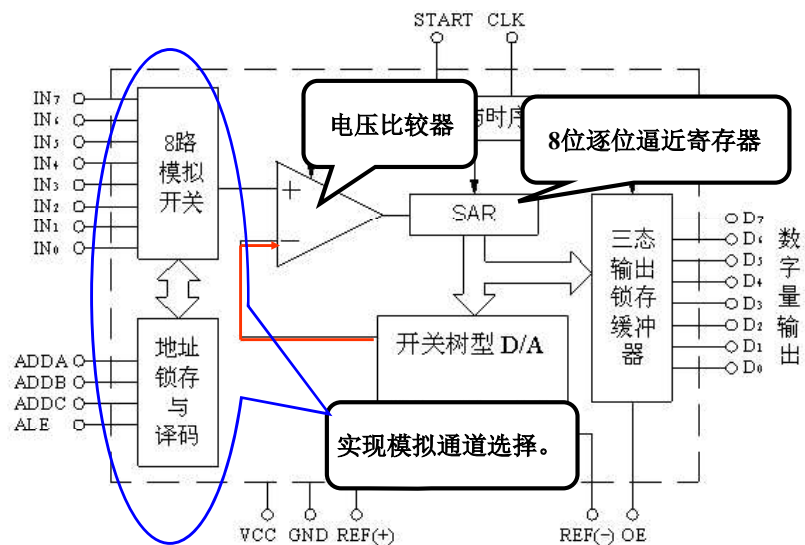 START CLK
IN7
IN6
IN5
IN4
IN3
IN2
IN1
IN0
8路
模拟
开关
电压比较器
时序
8位逐位逼近寄存器
+
−
SAR
三态
输出
锁存
缓冲
器
D7
D6
D5
D4
D3
D2
D1
D0
数
字
量
输
出
开关树型 D/A
地址
锁存
与
译码
ADDA
ADDB
ADDC
ALE
实现模拟通道选择。
VCC GND REF(+) REF(−) OE